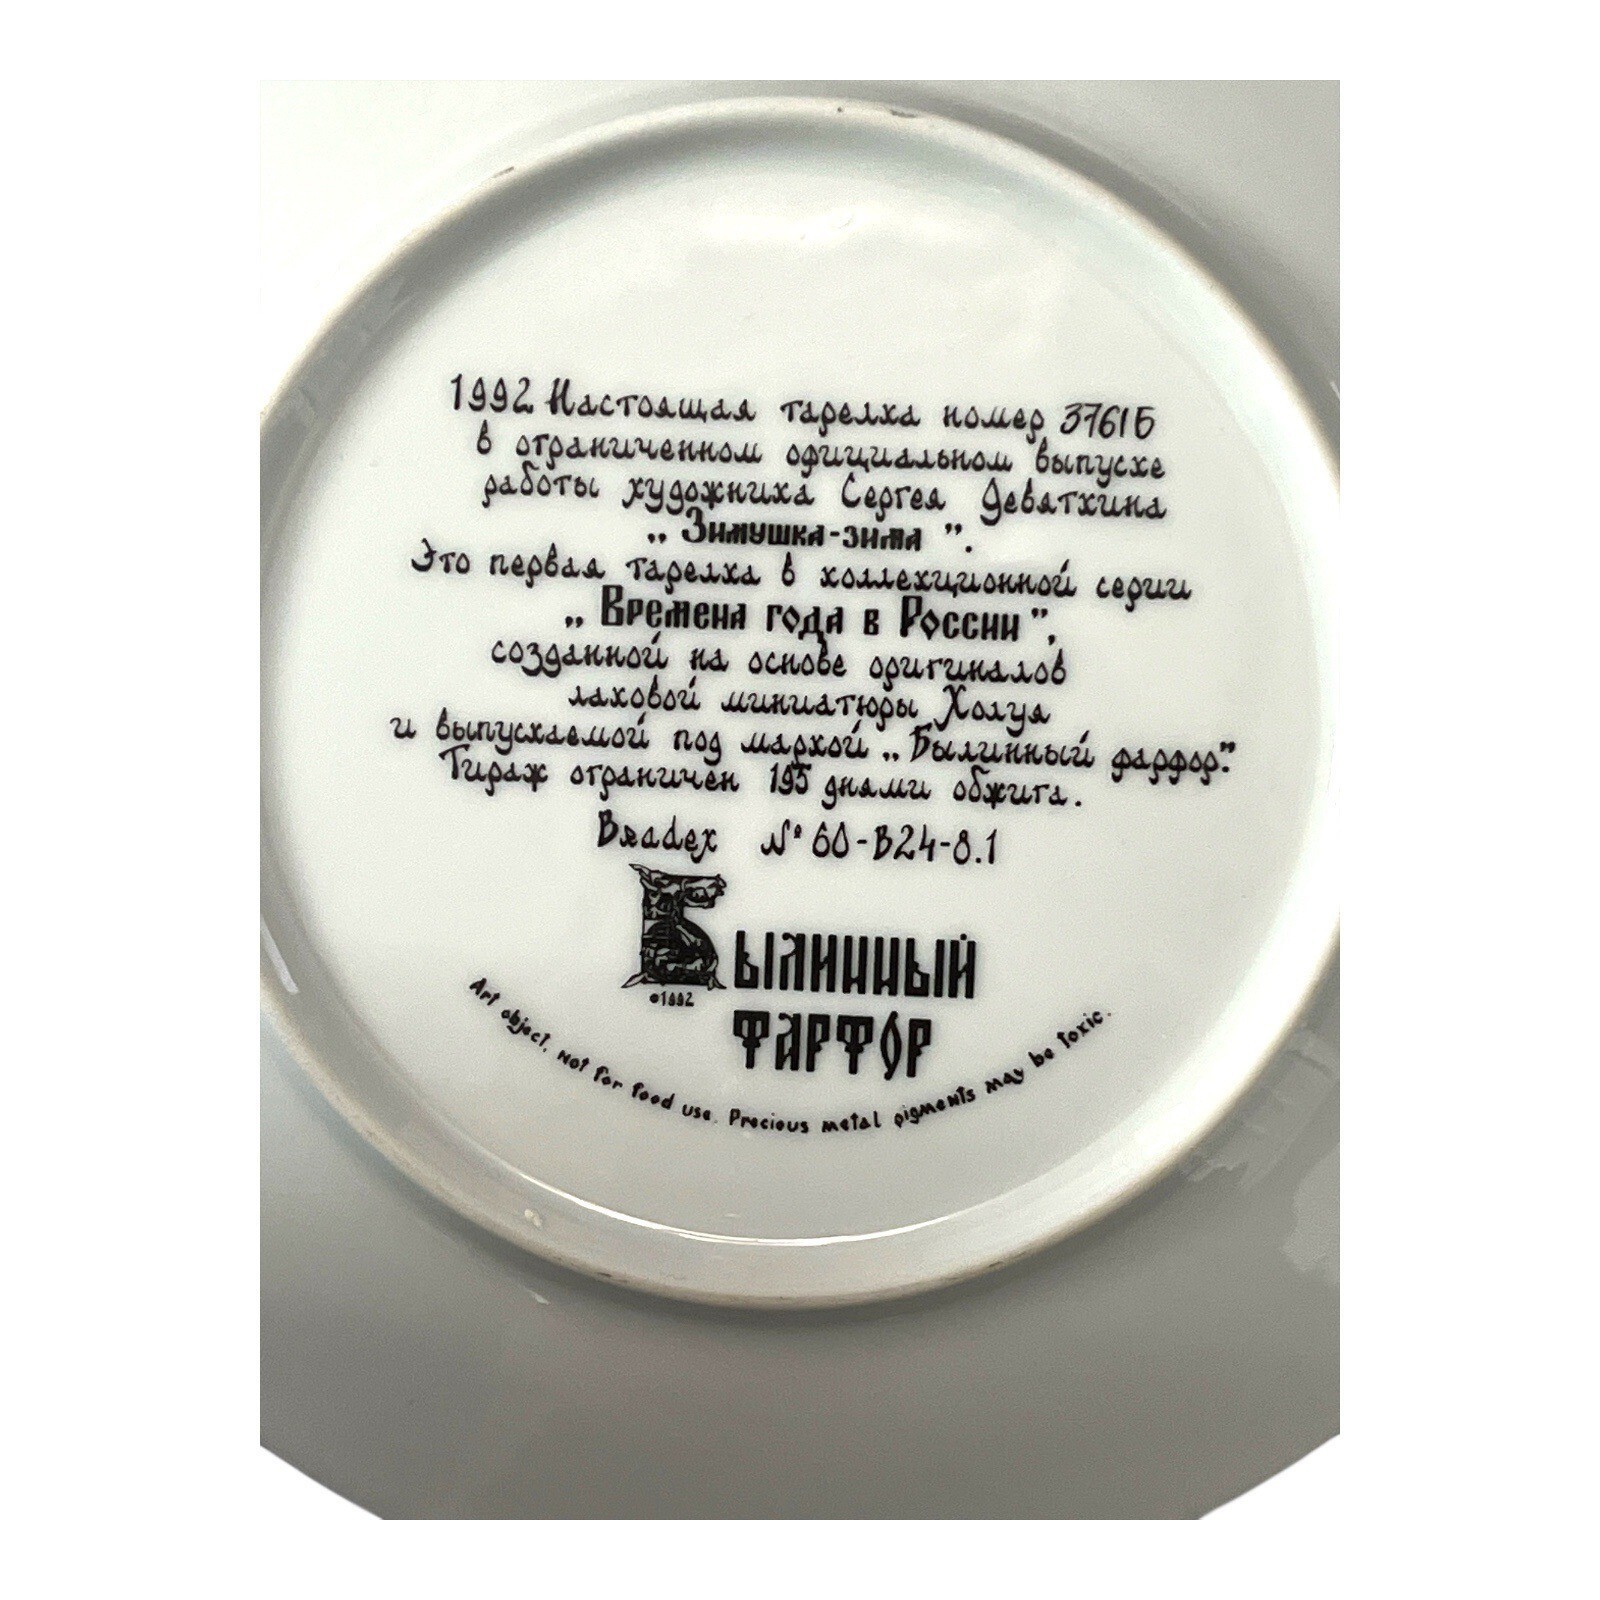 1992 Настоящая тарелка номер 3761Б
в ограниченном официальном выпуске
работы художника Сергея Девяткина
„Зимушка-зима".
Это первая тарелка в коллекционной серии
„Времена года в России",
созданной на основе оригиналов
лаковой миниатюры Холуя
и выпускаемой под маркой „Былинный фарфор".
Тираж ограничен 195 днями обжига.
Bradex № 60-B24-8.1
Былинный
©1992
фарфор
Art object, not for food use. Precious metal pigments may be toxic.